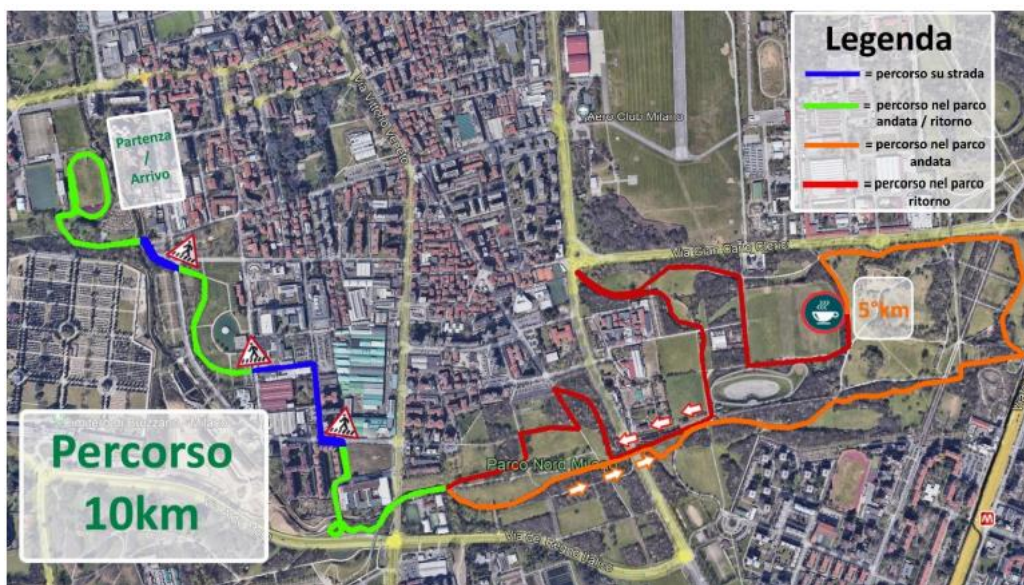 Legenda
= percorso su strada
= percorso nel parco
andata / ritorno
= percorso nel parco
andata
= percorso nel parco
ritorno
Partenza
/
Arrivo
Aero Club Milano
5°km
Parco Nord Milano
Percorso
10km
M